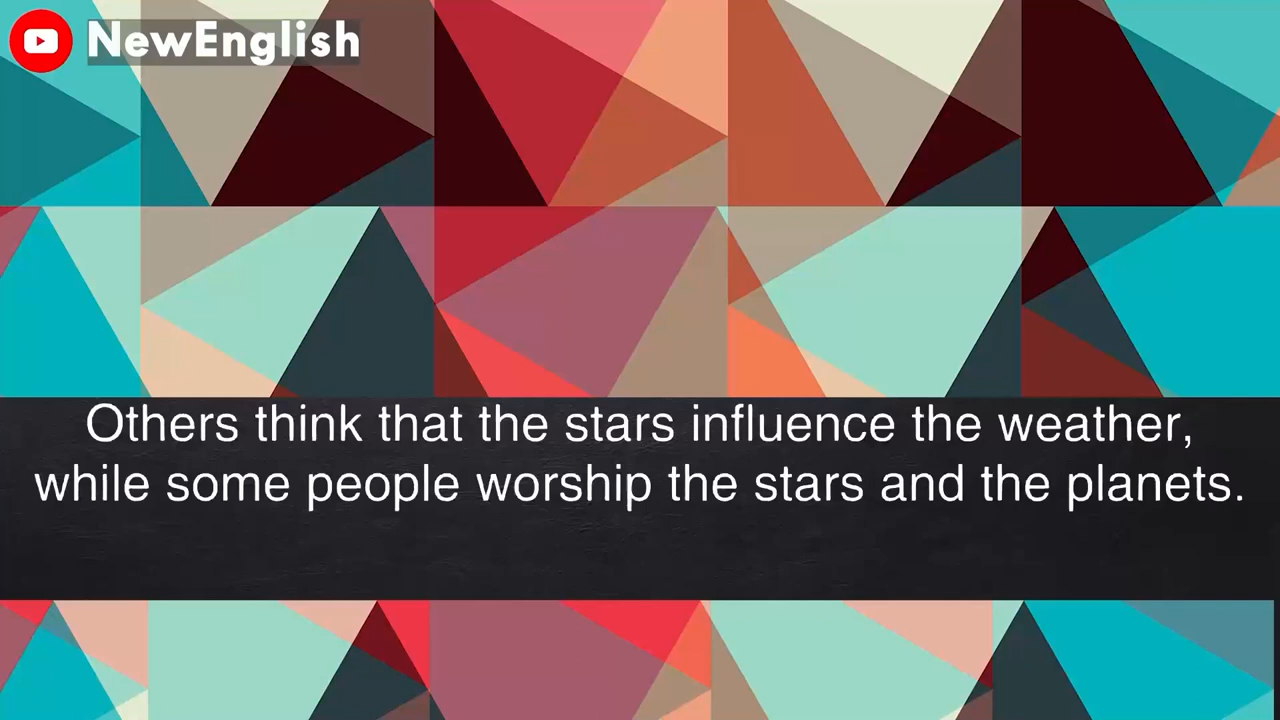 NewEnglish
Others think that the stars influence the weather,
while some people worship the stars and the planets.